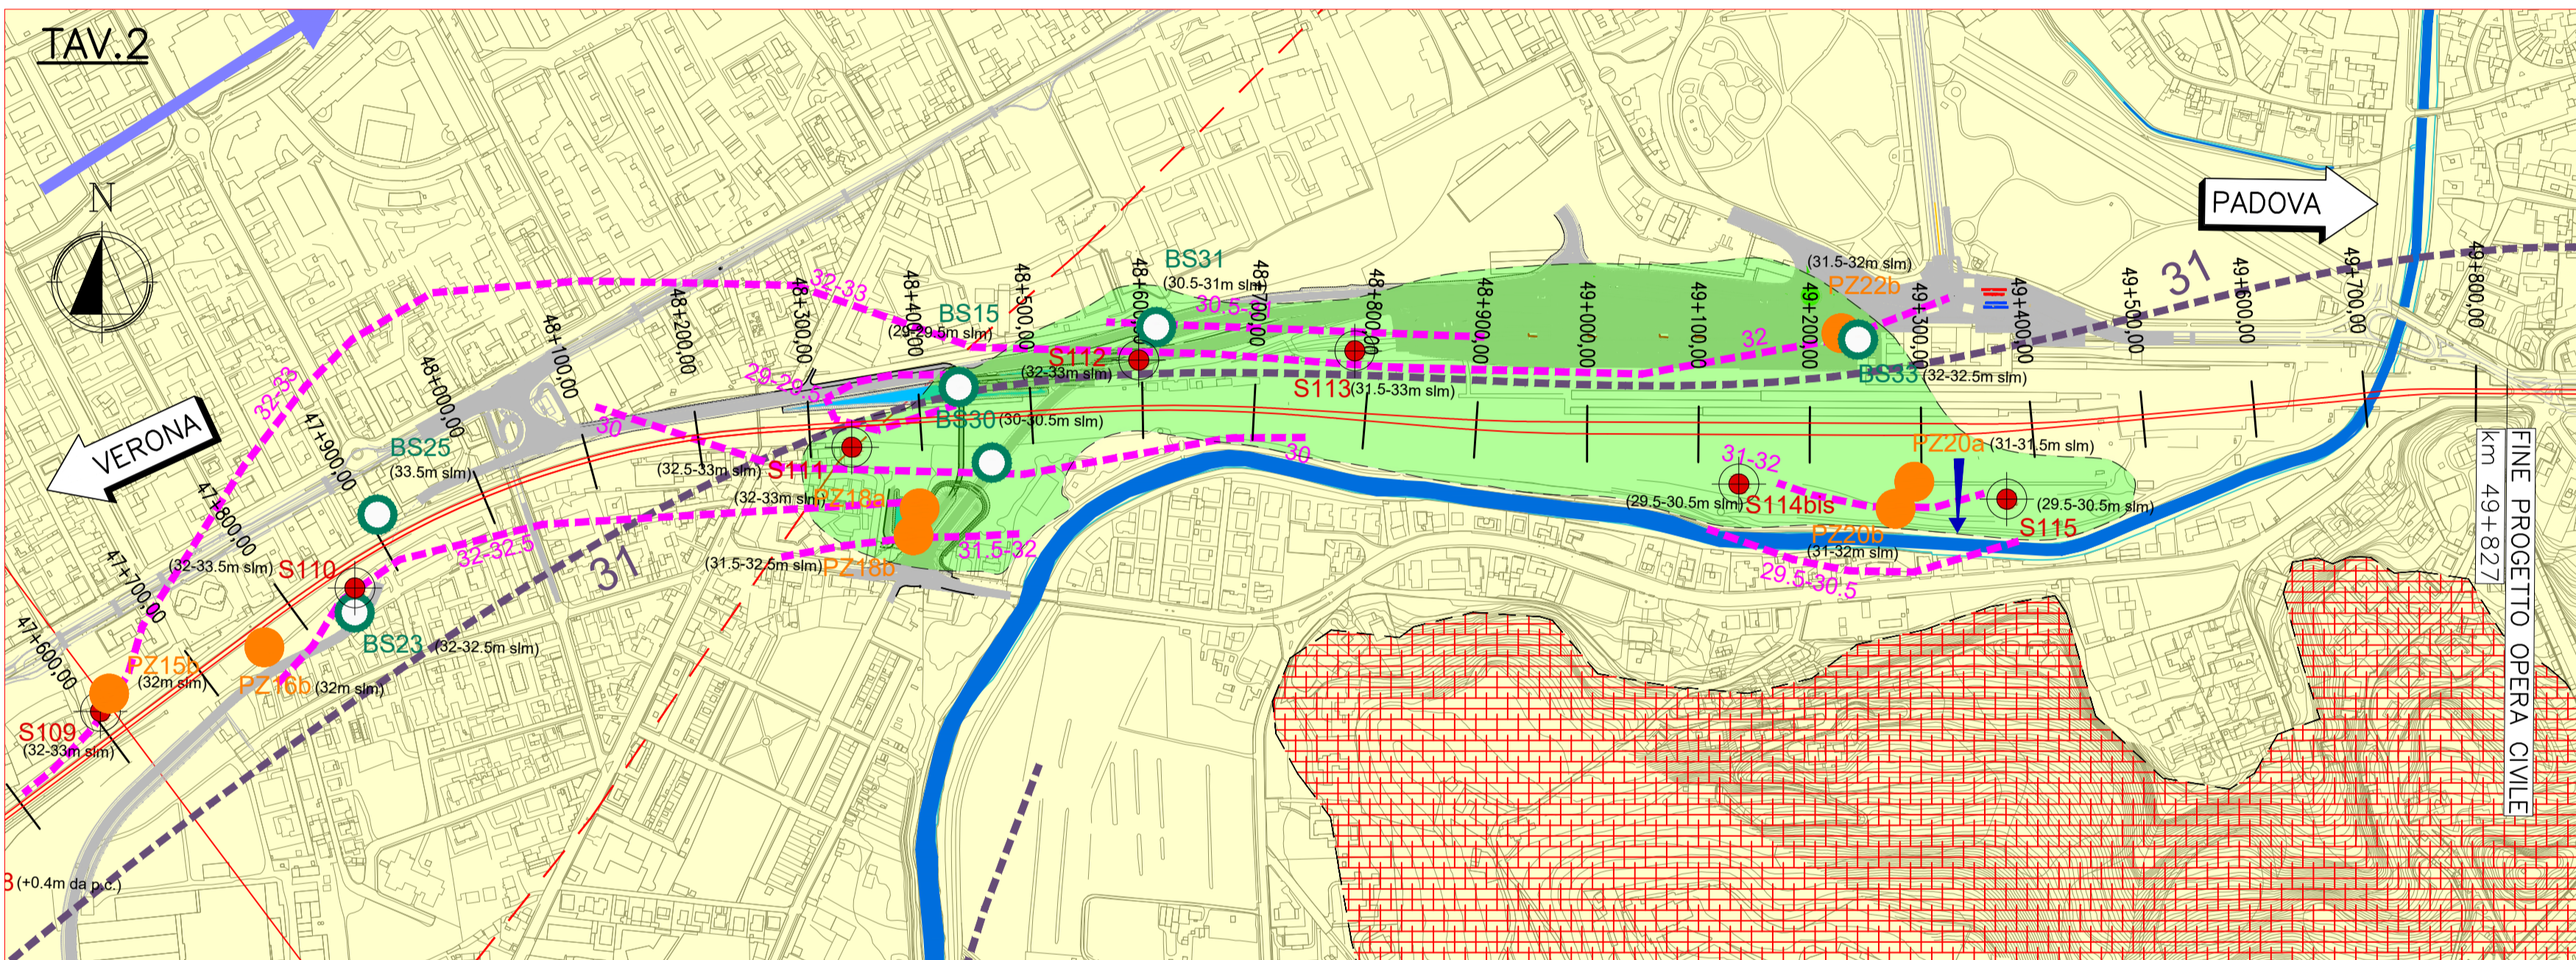 TAV.2
N
VERONA
PADOVA
47+600,00
47+700,00
47+800,00
47+900,00
48+000,00
48+100,00
48+200,00
48+300,00
48+400,00
48+500,00
48+600,00
48+700,00
48+800,00
48+900,00
49+000,00
49+100,00
49+200,00
49+300,00
49+400,00
49+500,00
49+600,00
49+700,00
49+800,00
32-33
32-33
BS31
(30.5-31m slm)
BS15
(29-29.5m slm)
29-29.5
30
S112
(32-33m slm)
S113
(31.5-33m slm)
(31.5-32m slm)
PZ22b
32
BS33
(32-32.5m slm)
31
BS25
(33.5m slm)
BS30
(30-30.5m slm)
(32.5-33m slm)
S111
(32-33m slm)
PZ18a
30
PZ20a
(31-31.5m slm)
31-32
(29.5-30.5m slm)
S114bis
(29.5-30.5m slm)
S115
PZ20b
(31-32m slm)
29.5-30.5
(32-33.5m slm)
S110
32-32.5
31
31.5-32
(31.5-32.5m slm)
PZ18b
BS23
(32-32.5m slm)
PZ15b
(32m slm)
PZ16b
(32m slm)
S109
(32-33m slm)
(+0.4m da p.c.)
FINE PROGETTO OPERA CIVILE
km 49+827